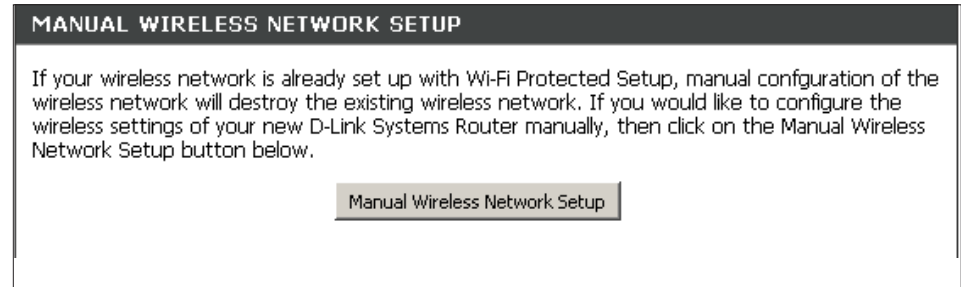 MANUAL WIRELESS NETWORK SETUP
If your wireless network is already set up with Wi-Fi Protected Setup, manual confguration of the
wireless network will destroy the existing wireless network. If you would like to configure the
wireless settings of your new D-Link Systems Router manually, then click on the Manual Wireless
Network Setup button below.
Manual Wireless Network Setup